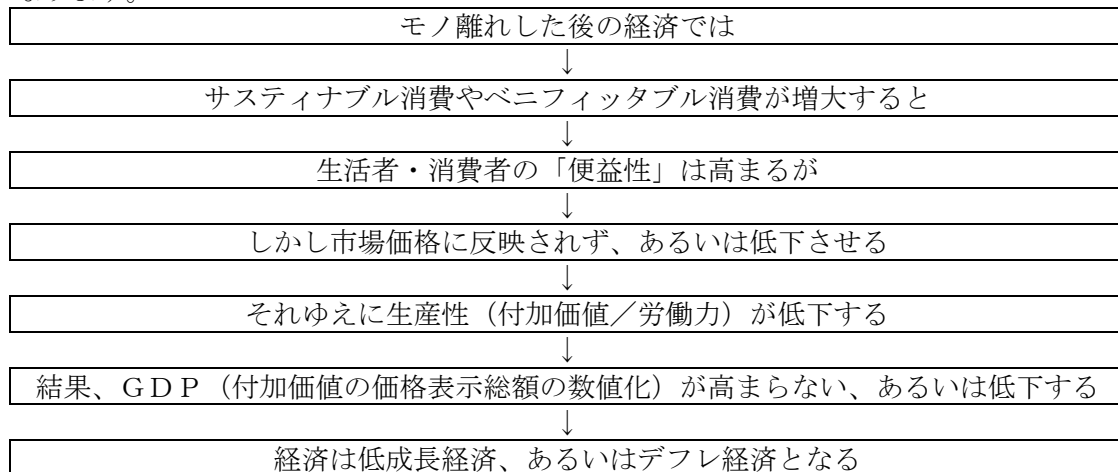 モノ離れした後の経済では
↓
サスティナブル消費やベニフィッタブル消費が増大すると
↓
生活者・消費者の「便益性」は高まるが
↓
しかし市場価格に反映されず、あるいは低下させる
↓
それゆえに生産性（付加価値／労働力）が低下する
↓
結果、ＧＤＰ（付加価値の価格表示総額の数値化）が高まらない、あるいは低下する
↓
経済は低成長経済、あるいはデフレ経済となる